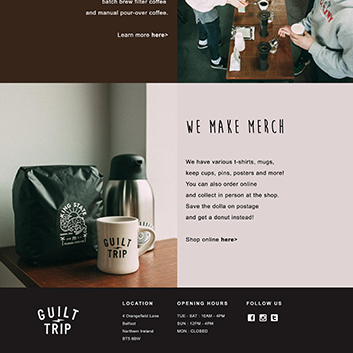 batch brew filter coffee
and manual pour-over coffee.
Learn more here>
WE MAKE MERCH
We have various t-shirts, mugs,
keep cups, pins, posters and more!
You can also order online
and collect in person at the shop.
Save the dolla on postage
and get a donut instead!
Shop online here>
KING STATE
GUILT
TRIP
GUILT
TRIP
LOCATION
4 Orangefield Lane
Belfast
Northern Ireland
BT5 6BW
OPENING HOURS
TUE - SAT : 10AM - 4PM
SUN : 12PM - 4PM
MON : CLOSED
FOLLOW US